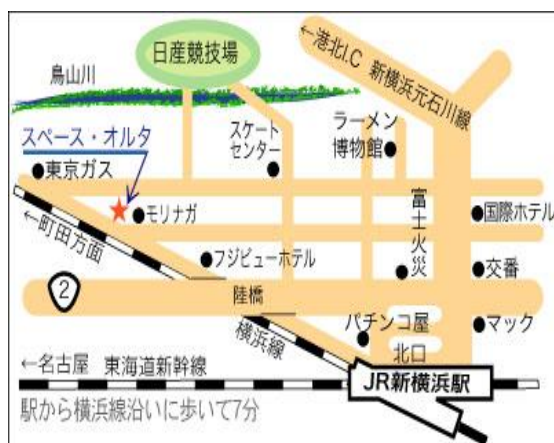 日産競技場
←港北I.C 新横浜元石川線
鳥山川
スペース・オルタ
スケート
センター
ラーメン
博物館
東京ガス
モリナガ
富士火災
国際ホテル
←町田方面
フジビューホテル
交番
2
陸橋
横浜線
パチンコ屋
マック
北口
←名古屋 東海道新幹線
JR新横浜駅
駅から横浜線沿いに歩いて7分